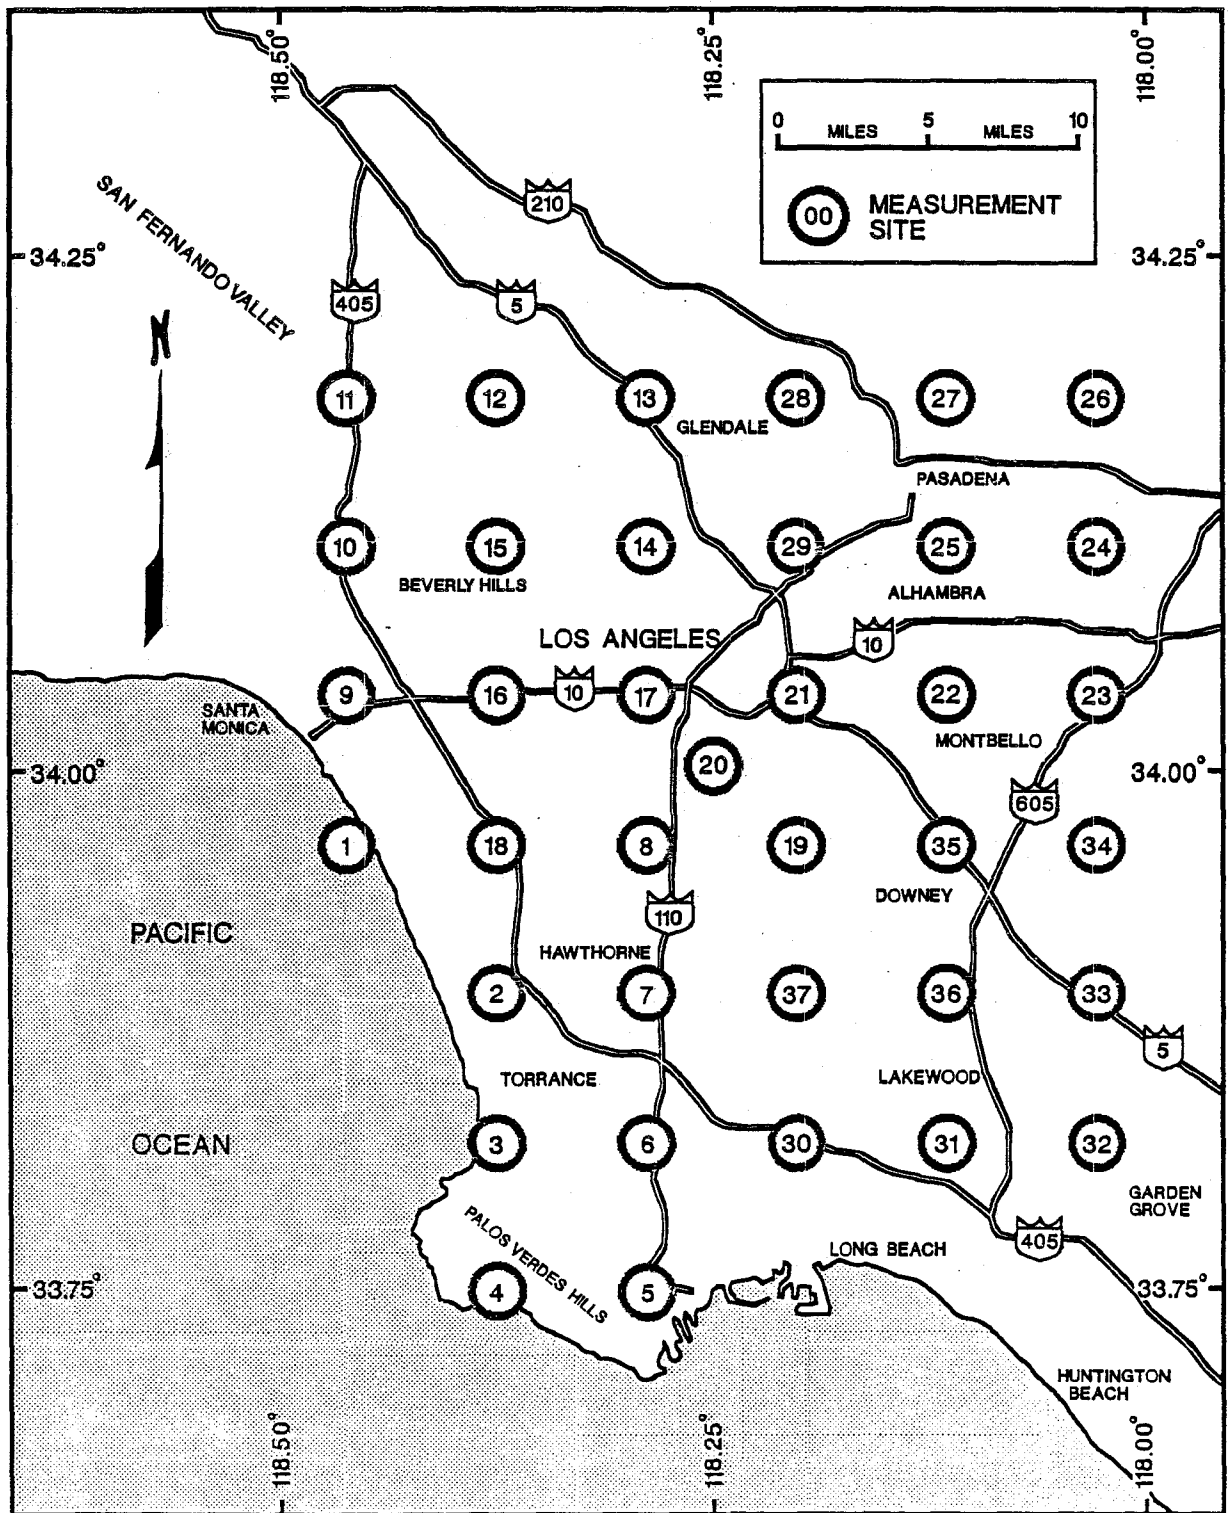 118.50°
118.25°
118.00°
0 5 10
MILES MILES
00 MEASUREMENT
SITE
210
SAN FERNANDO VALLEY
34.25°
34.25°
405
5
N
11
12
13
28
27
26
GLENDALE
PASADENA
10
15
14
29
25
24
BEVERLY HILLS
ALHAMBRA
LOS ANGELES
10
9
16
10
17
21
22
23
SANTA
MONICA
MONTBELLO
20
34.00°
34.00°
605
1
18
8
19
35
34
DOWNEY
110
PACIFIC
HAWTHORNE
2
7
37
36
33
5
TORRANCE
LAKEWOOD
OCEAN
3
6
30
31
32
GARDEN
GROVE
PALOS VERDES HILLS
405
LONG BEACH
33.75°
4
5
33.75°
HUNTINGTON
BEACH
118.50°
118.25°
118.00°